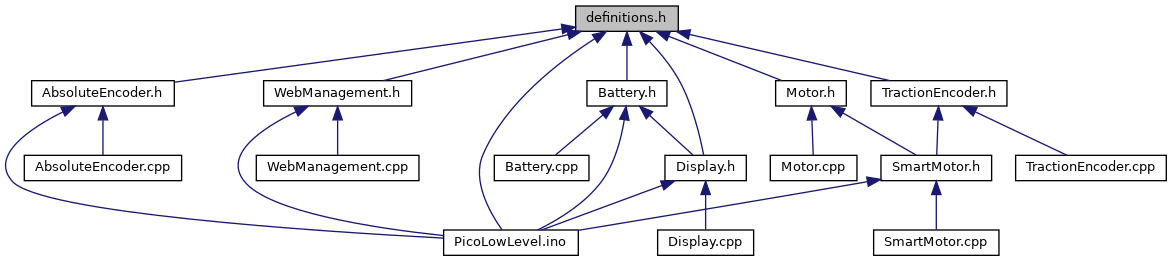 definitions.h
AbsoluteEncoder.h
WebManagement.h
Battery.h
Motor.h
TractionEncoder.h
AbsoluteEncoder.cpp
WebManagement.cpp
Battery.cpp
Display.h
Motor.cpp
SmartMotor.h
TractionEncoder.cpp
PicoLowLevel.ino
Display.cpp
SmartMotor.cpp